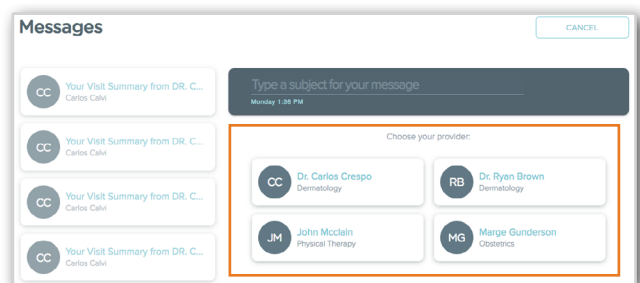 Messages
CANCEL
CC
Your Visit Summary from DR. C...
Carlos Calvi
CC
Your Visit Summary from DR. C...
Carlos Calvi
CC
Your Visit Summary from DR. C...
Carlos Calvi
CC
Your Visit Summary from DR. C...
Carlos Calvi
Type a subject for your message
Monday 1:36 PM
Choose your provider:
CC
Dr. Carlos Crespo
Dermatology
RB
Dr. Ryan Brown
Dermatology
JM
John Mcclain
Physical Therapy
MG
Marge Gunderson
Obstetrics